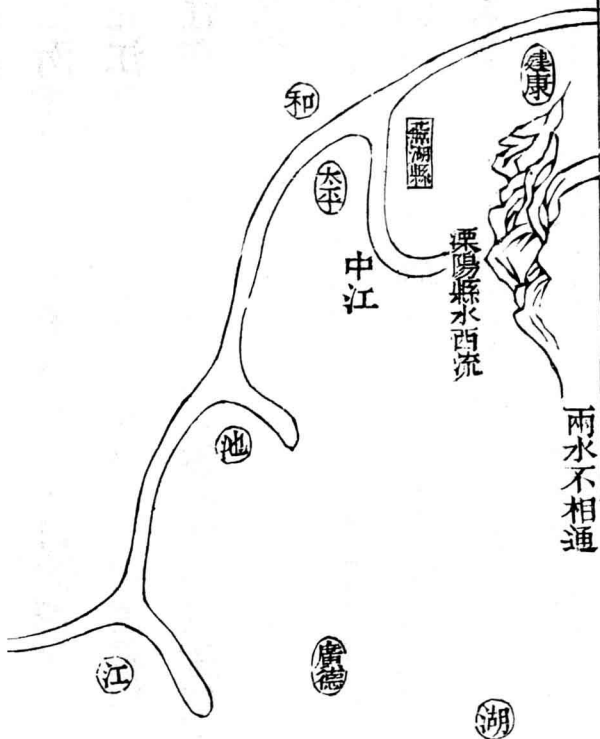 建康
和
蕪湖縣
太平
溧陽縣水西流
中江
兩水不相通
池
廣德
江
湖